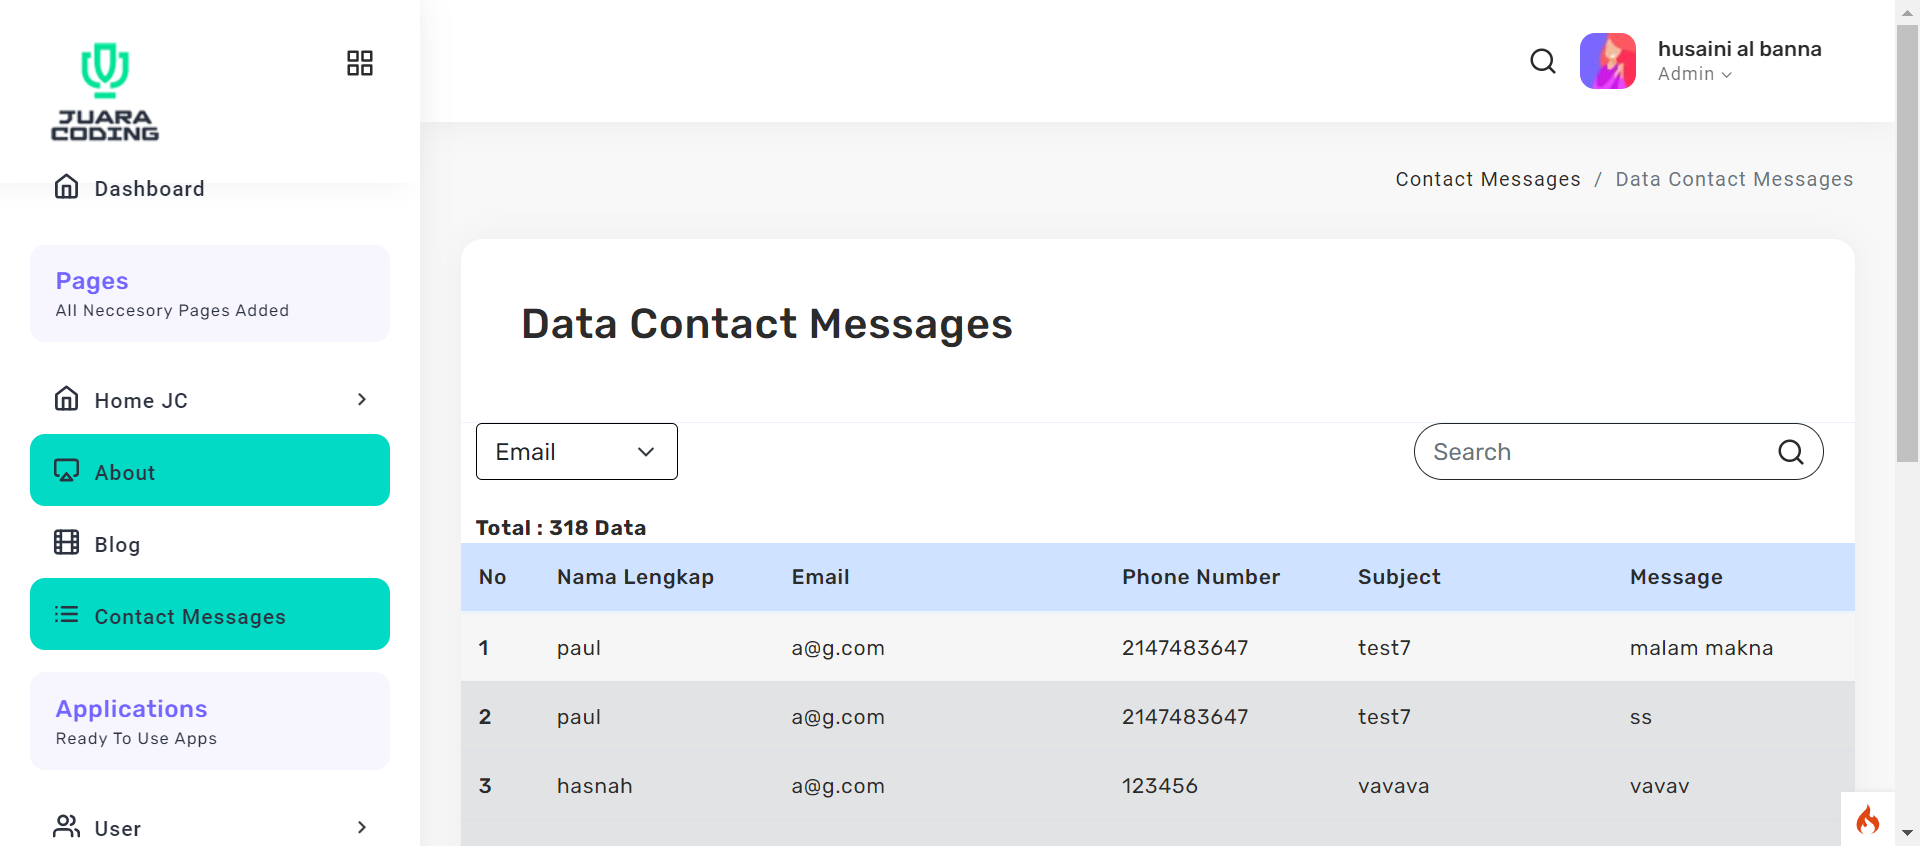 JUARA
CODING
husaini al banna
Admin
Dashboard
Contact Messages / Data Contact Messages
Pages
All Neccesory Pages Added
Home JC
About
Blog
Contact Messages
Applications
Ready To Use Apps
User
Data Contact Messages
Email
Search
Total : 318 Data
No Nama Lengkap Email Phone Number Subject Message
1 paul a@g.com 2147483647 test7 malam makna
2 paul a@g.com 2147483647 test7 ss
3 hasnah a@g.com 123456 vavava vavav